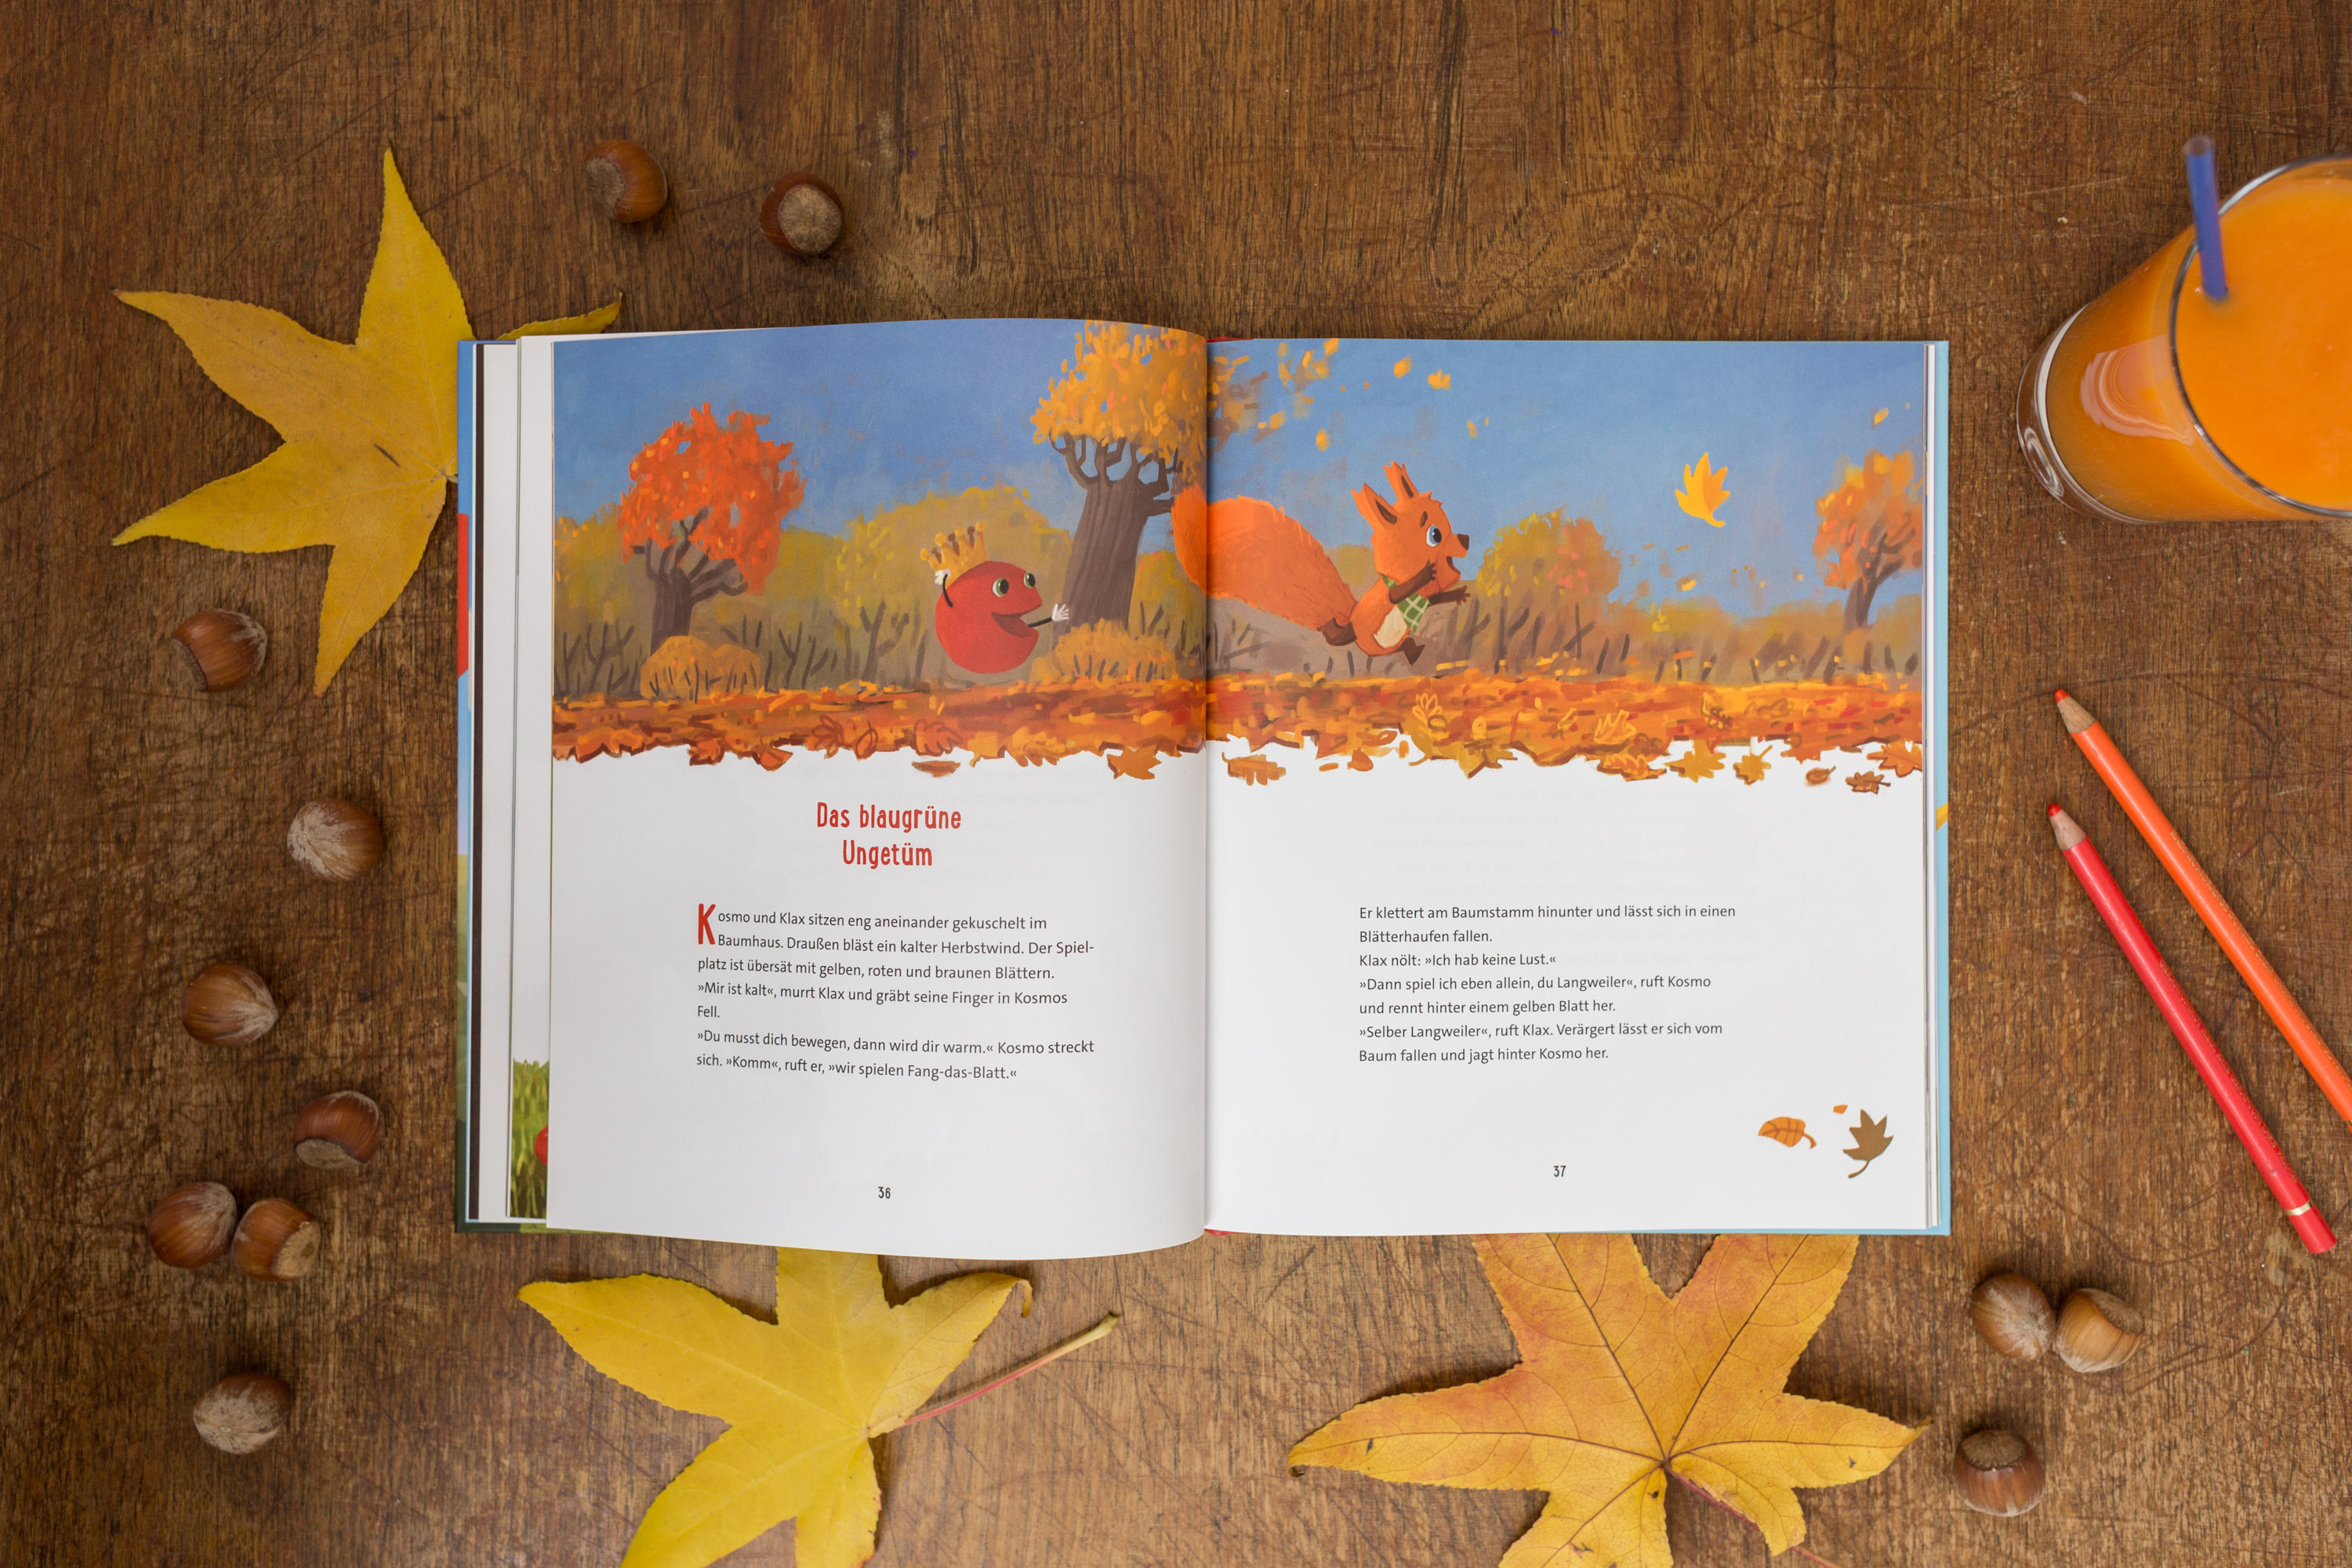 Das blaugrüne
Ungetüm
Kosmo und Klax sitzen eng aneinander gekuschelt im
Baumhaus. Draußen bläst ein kalter Herbstwind. Der Spiel-
platz ist übersät mit gelben, roten und braunen Blättern.
»Mir ist kalt«, murrt Klax und gräbt seine Finger in Kosmos
Fell.
»Du musst dich bewegen, dann wird dir warm.« Kosmo streckt
sich. »Komm«, ruft er, »wir spielen Fang-das-Blatt.«
36
Er klettert am Baumstamm hinunter und lässt sich in einen
Blätterhaufen fallen.
Klax nölt: »Ich hab keine Lust.«
»Dann spiel ich eben allein, du Langweiler«, ruft Kosmo
und rennt hinter einem gelben Blatt her.
»Selber Langweiler«, ruft Klax. Verärgert lässt er sich vom
Baum fallen und jagt hinter Kosmo her.
37